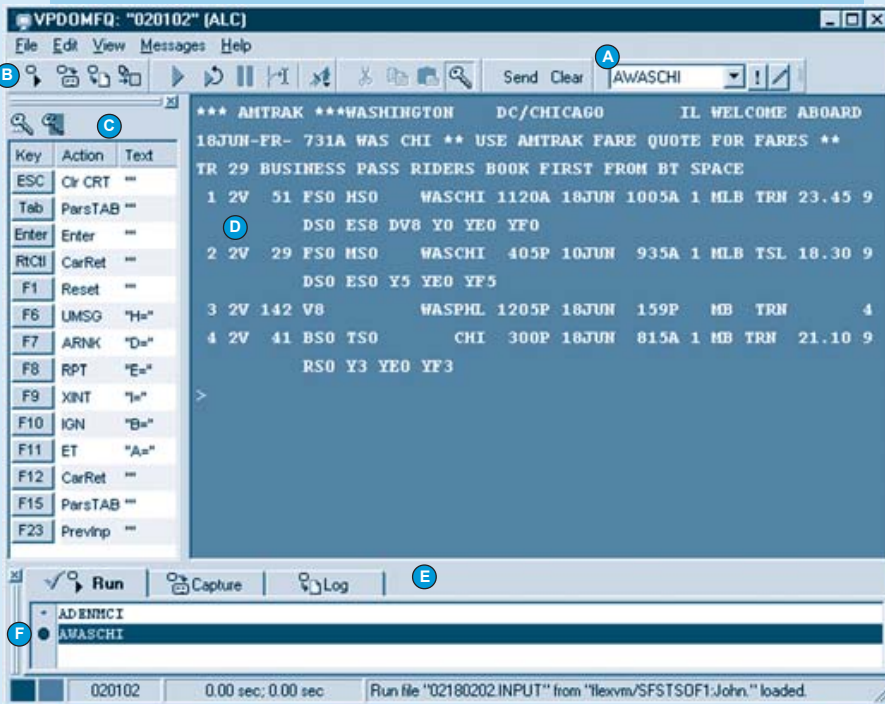 VPDOMFQ: "020102" (ALC)
File Edit View Messages Help
A
B
Send Clear AWASCHI !
C
Key Action Text
ESC Clr CRT ""
Tab ParsTAB ""
Enter Enter ""
RtCtl CarRet ""
F1 Reset ""
F6 UMSG "H="
F7 ARNK "D="
F8 RPT "E="
F9 XINT "I="
F10 IGN "B="
F11 ET "A="
F12 CarRet ""
F15 ParsTAB ""
F23 PrevInp ""
*** AMTRAK ***WASHINGTON DC/CHICAGO IL WELCOME ABOARD
18JUN-FR- 731A WAS CHI ** USE AMTRAK FARE QUOTE FOR FARES **
TR 29 BUSINESS PASS RIDERS BOOK FIRST FROM BT SPACE
1 2V 51 FS0 HS0 WASCHI 1120A 18JUN 1005A 1 MLB TRN 23.45 9
D
DS0 ES8 DV8 Y0 YE0 YF0
2 2V 29 FS0 MS0 WASCHI 405P 10JUN 935A 1 MLB TSL 18.30 9
DS0 ES0 Y5 YE0 YF5
3 2V 142 V8 WASPHL 1205P 18JUN 159P MB TRN 4
4 2V 41 BS0 TS0 CHI 300P 18JUN 815A 1 MB TRN 21.10 9
RS0 Y3 YE0 YF3
>
Run Capture Log
E
ADENMCI
F
AWASCHI
020102 0.00 sec; 0.00 sec Run file "02180202.INPUT" from "flexvm/SFSTSOF1:John." loaded.